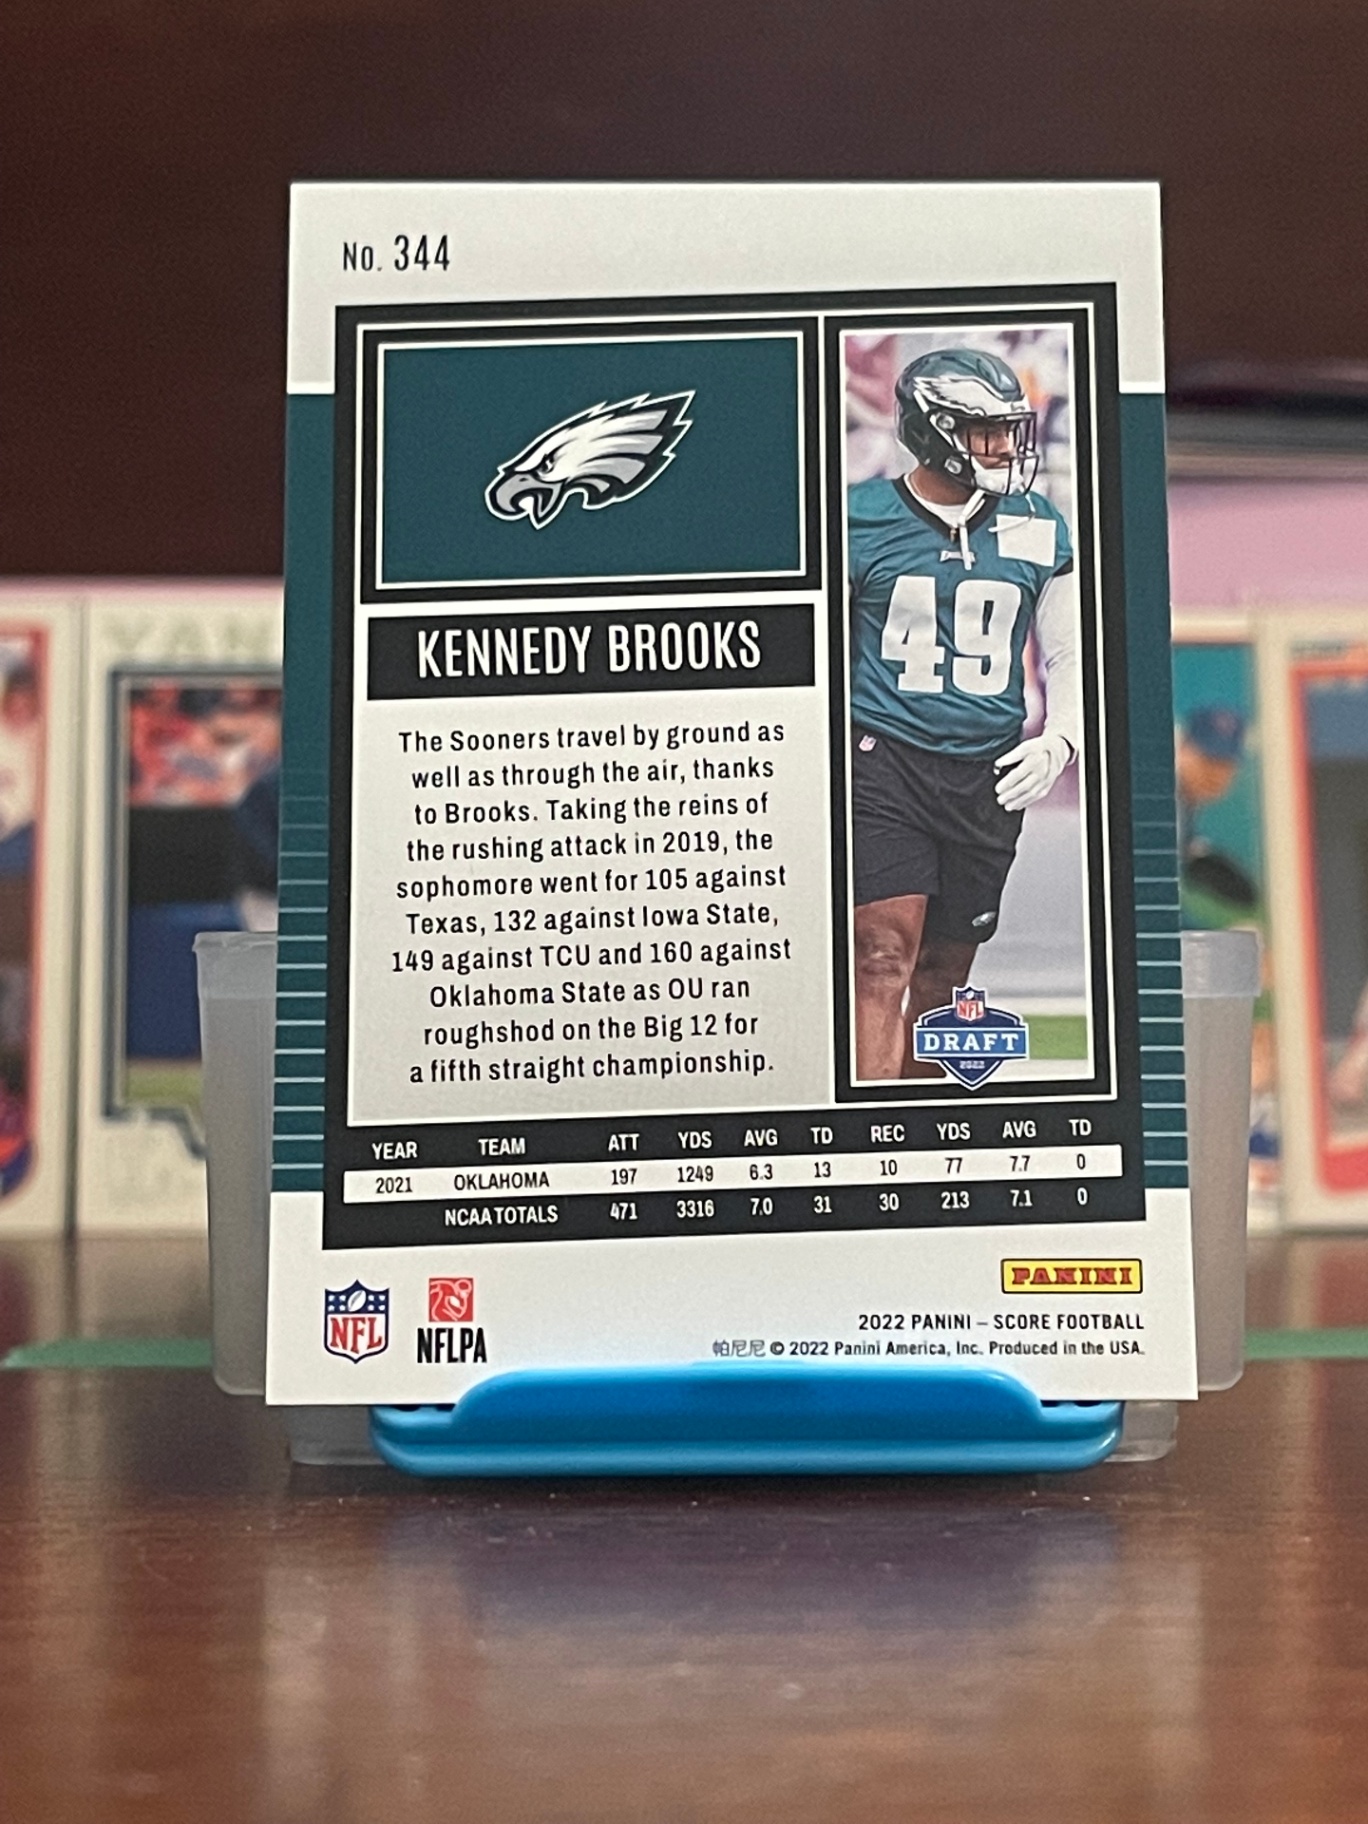 No. 344
KENNEDY BROOKS
The Sooners travel by ground as
well as through the air, thanks
to Brooks. Taking the reins of
the rushing attack in 2019, the
sophomore went for 105 against
Texas, 132 against Iowa State,
149 against TCU and 160 against
Oklahoma State as OU ran
roughshod on the Big 12 for
a fifth straight championship.
49
NFL
DRAFT
2022
YEAR TEAM ATT YDS AVG TD REC YDS AVG TD
2021 OKLAHOMA 197 1249 6.3 13 10 77 7.7 0
NCAA TOTALS 471 3316 7.0 31 30 213 7.1 0
NFL
NFLPA
PANINI
2022 PANINI – SCORE FOOTBALL
帕尼尼 © 2022 Panini America, Inc. Produced in the USA.